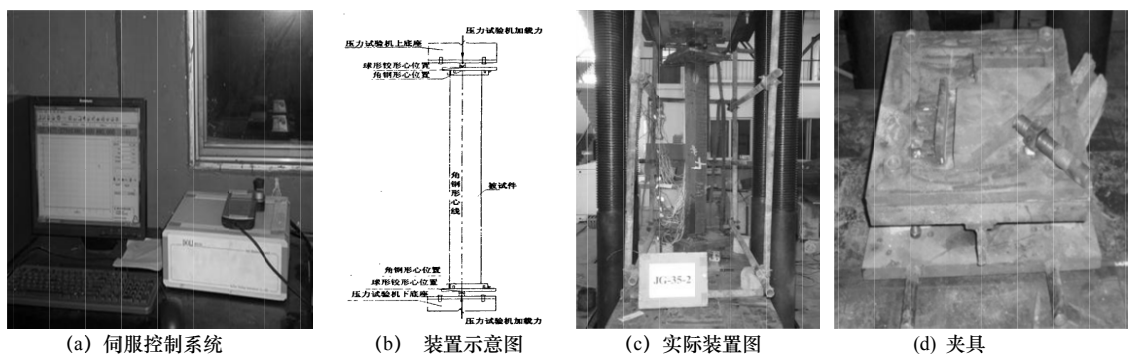 压力试验机加载力
压力试验机上底座
球形铰形心位置
角钢形心位置
角钢形心线
被试件
角钢形心位置
球形铰形心位置
压力试验机下底座
压力试验机加载力
JG-35-2
(a) 伺服控制系统
(b) 装置示意图
(c) 实际装置图
(d) 夹具